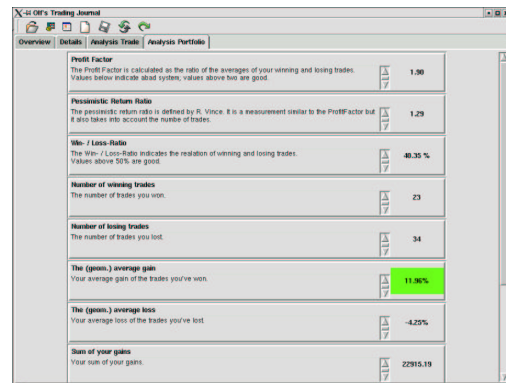 X-¤ Olf's Trading Journal
Overview Details Analysis Trade Analysis Portfolio
Profit Factor
The Profit Factor is calculated as the ratio of the averages of your winning and losing trades.
Values below indicate abad system, values above two are good.
1.90
Pessimistic Return Ratio
The pessimistic return ratio is defined by R. Vince. It is a measurement similar to the ProfitFactor but
it also takes into account the numbe of trades.
1.29
Win- / Loss-Ratio
The Win- / Loss-Ratio indicates the realation of winning and losing trades.
Values above 50% are good.
40.35 %
Number of winning trades
The number of trades you won.
23
Number of losing trades
The number of trades you lost.
34
The (geom.) average gain
Your average gain of the trades you've won.
11.96%
The (geom.) average loss
Your average loss of the trades you've lost.
-4.25%
Sum of your gains
Your sum of your gains.
22915.19